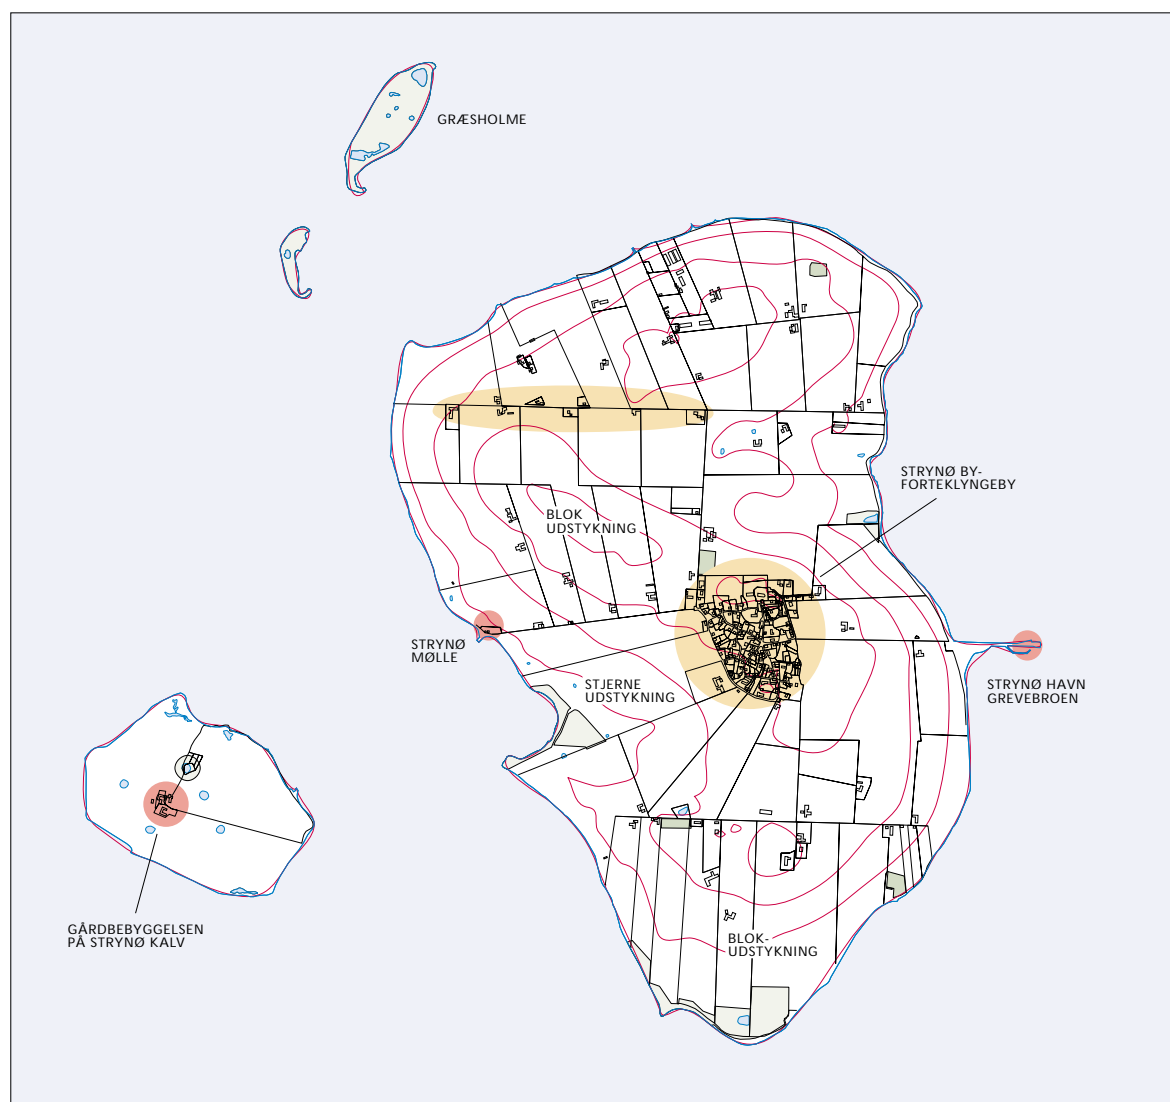 GRÆSHOLME
STRYNØ BY-
FORTEKLYNGEBY
BLOK
UDSTYKNING
STRYNØ
MØLLE
STJERNE
UDSTYKNING
STRYNØ HAVN
GREVEBROEN
GÅRDBEBYGGELSEN
PÅ STRYNØ KALV
BLOK-
UDSTYKNING